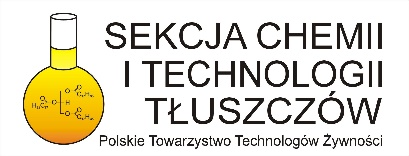 SEKCJA CHEMII
I TECHNOLOGII
TŁUSZCZÓW
Polskie Towarzystwo Technologów Żywności